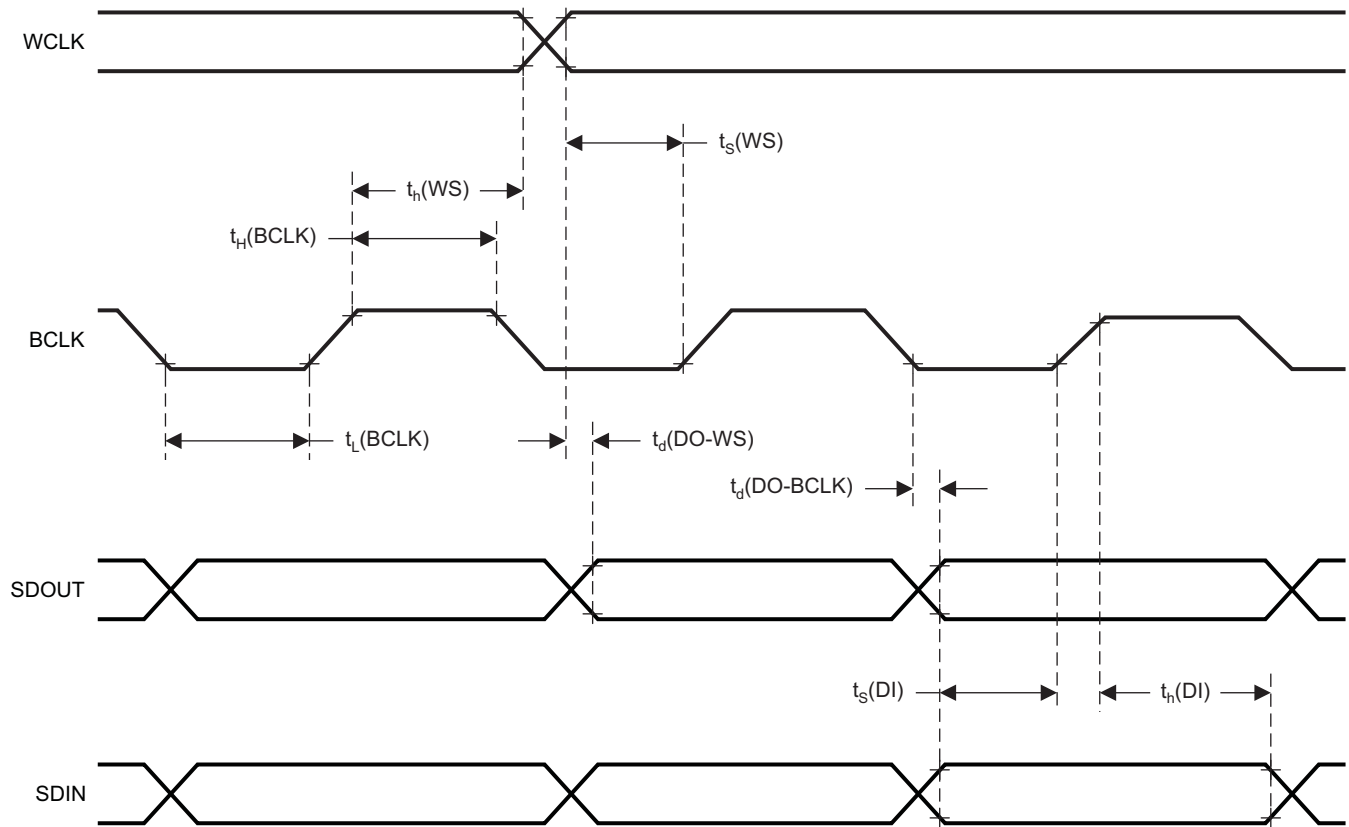 WCLK
tS(WS)
th(WS)
tH(BCLK)
BCLK
tL(BCLK)
td(DO-WS)
td(DO-BCLK)
SDOUT
tS(DI)
th(DI)
SDIN